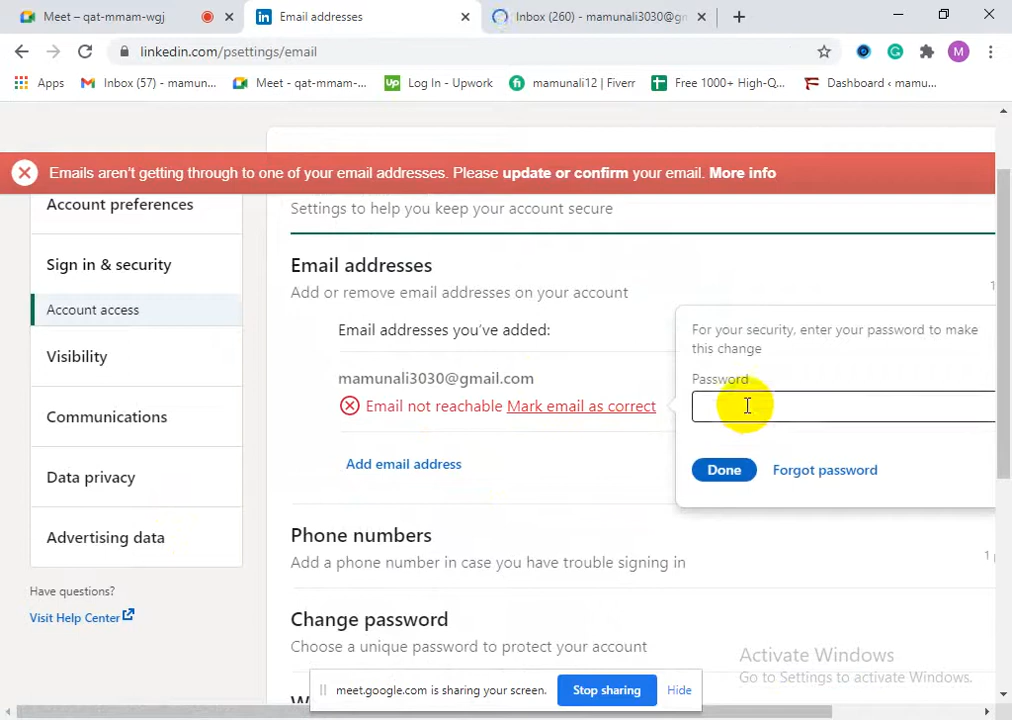 Meet – qat-mmam-wgj
Email addresses
Inbox (260) - mamunali3030@gm
linkedin.com/psettings/email
M
Apps
Inbox (57) - mamun...
Meet - qat-mmam-...
Up
Log In - Upwork
fi
mamunali12 | Fiverr
Free 1000+ High-Q...
Dashboard ‹ mamu...
Emails aren't getting through to one of your email addresses. Please update or confirm your email. More info
Account preferences
Settings to help you keep your account secure
Sign in & security
Account access
Visibility
Communications
Data privacy
Advertising data
Have questions?
Visit Help Center
Email addresses
Add or remove email addresses on your account
1
Email addresses you've added:
mamunali3030@gmail.com
Email not reachable Mark email as correct
Add email address
For your security, enter your password to make
this change
Password
Done
Forgot password
Phone numbers
Add a phone number in case you have trouble signing in
1
Change password
Choose a unique password to protect your account
Activate Windows
Go to Settings to activate Windows.
meet.google.com is sharing your screen.
Stop sharing
Hide